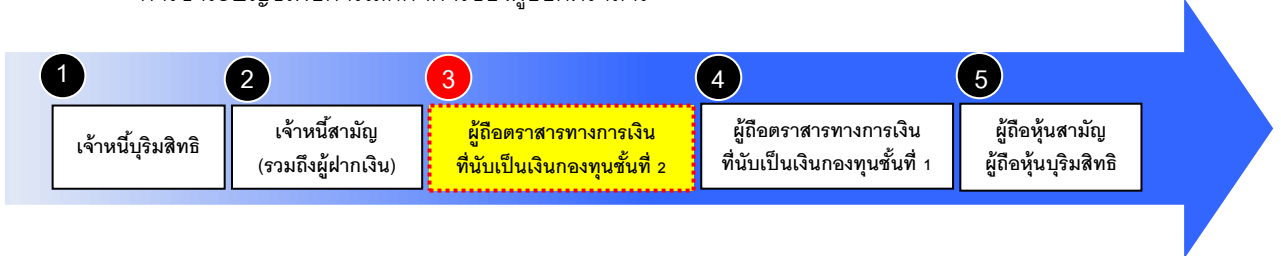 1
2
3
4
5
เจ้าหนี้บุริมสิทธิ
เจ้าหนี้สามัญ
(รวมถึงผู้ฝากเงิน)
ผู้ถือตราสารทางการเงิน
ที่นับเป็นเงินกองทุนชั้นที่ 2
ผู้ถือตราสารทางการเงิน
ที่นับเป็นเงินกองทุนชั้นที่ 1
ผู้ถือหุ้นสามัญ
ผู้ถือหุ้นบุริมสิทธิ